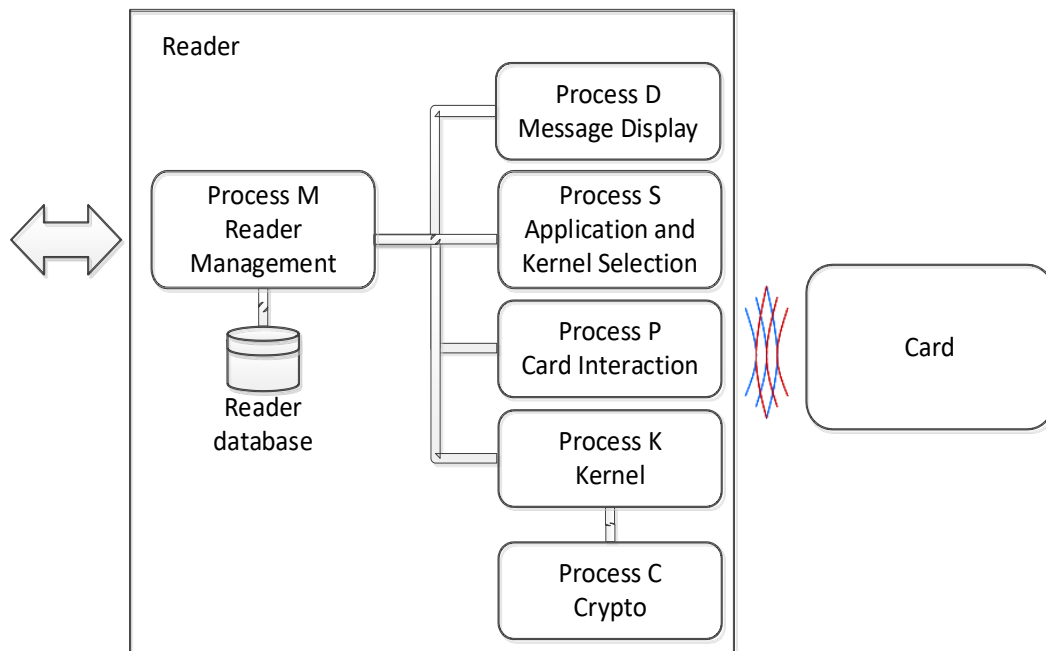 Reader
Process D
Message Display
Process M
Reader
Management
Process S
Application and
Kernel Selection
Process P
Card Interaction
Card
Reader
database
Process K
Kernel
Process C
Crypto